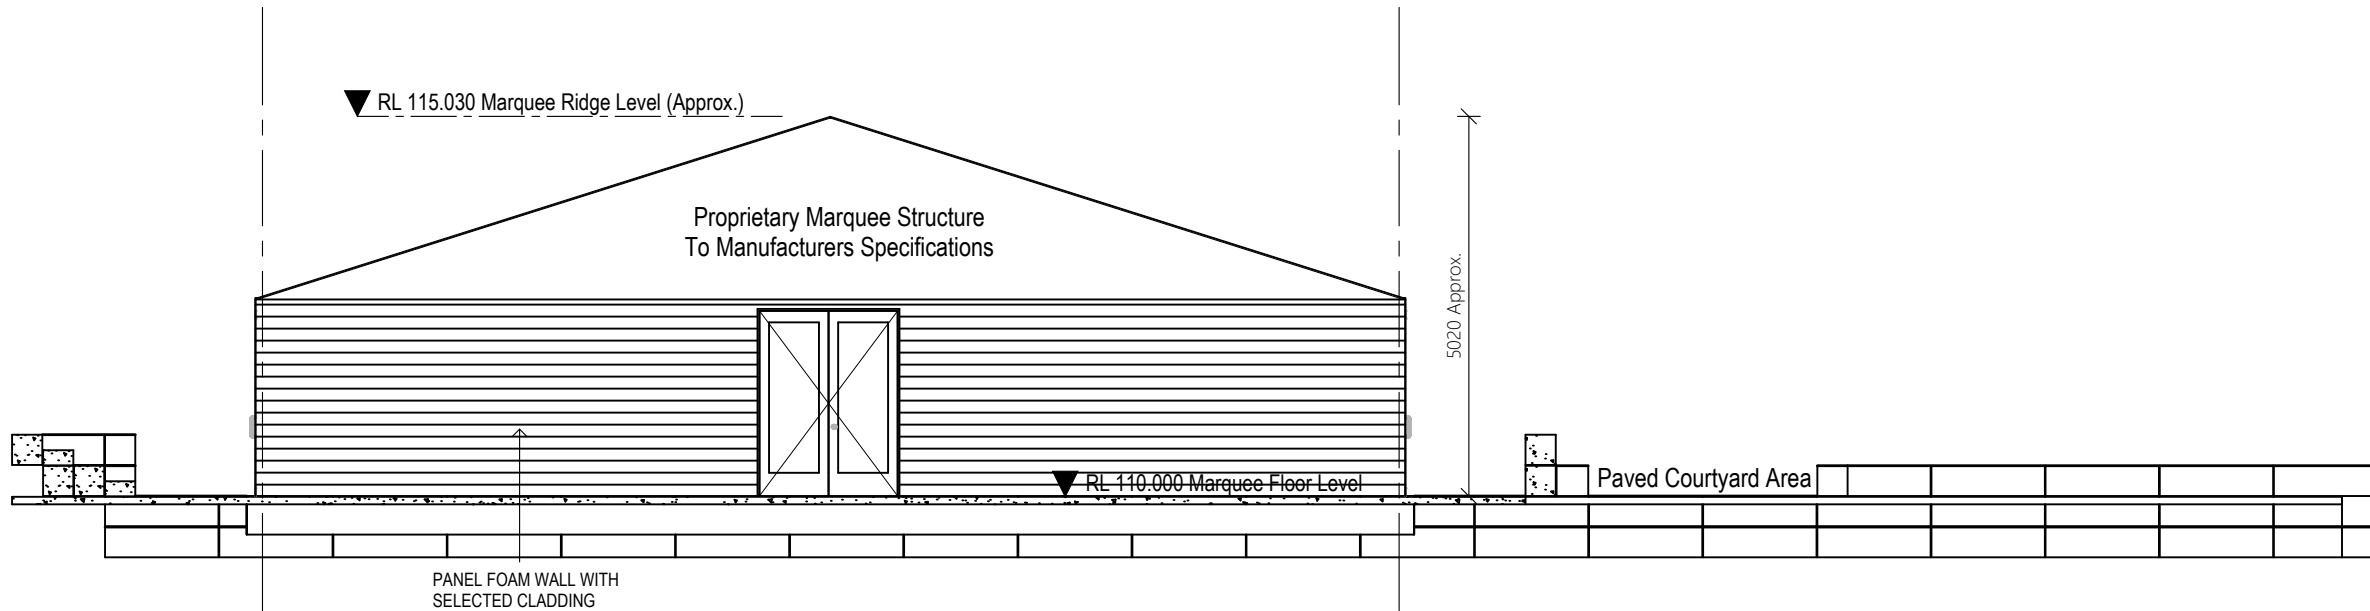 RL 115.030 Marquee Ridge Level (Approx.)
Proprietary Marquee Structure
To Manufacturers Specifications
5020 Approx.
RL 110.000 Marquee Floor Level
Paved Courtyard Area
PANEL FOAM WALL WITH
SELECTED CLADDING